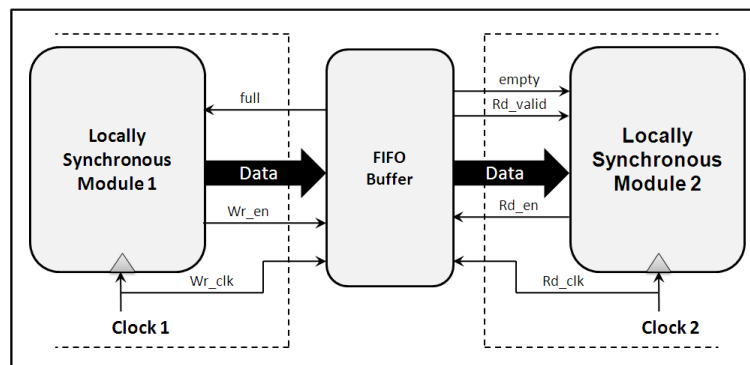 empty
full
Rd_valid
Locally
Synchronous
Module 1
Data
FIFO
Buffer
Data
Locally
Synchronous
Module 2
Wr_en
Rd_en
Wr_clk
Rd_clk
Clock 1
Clock 2